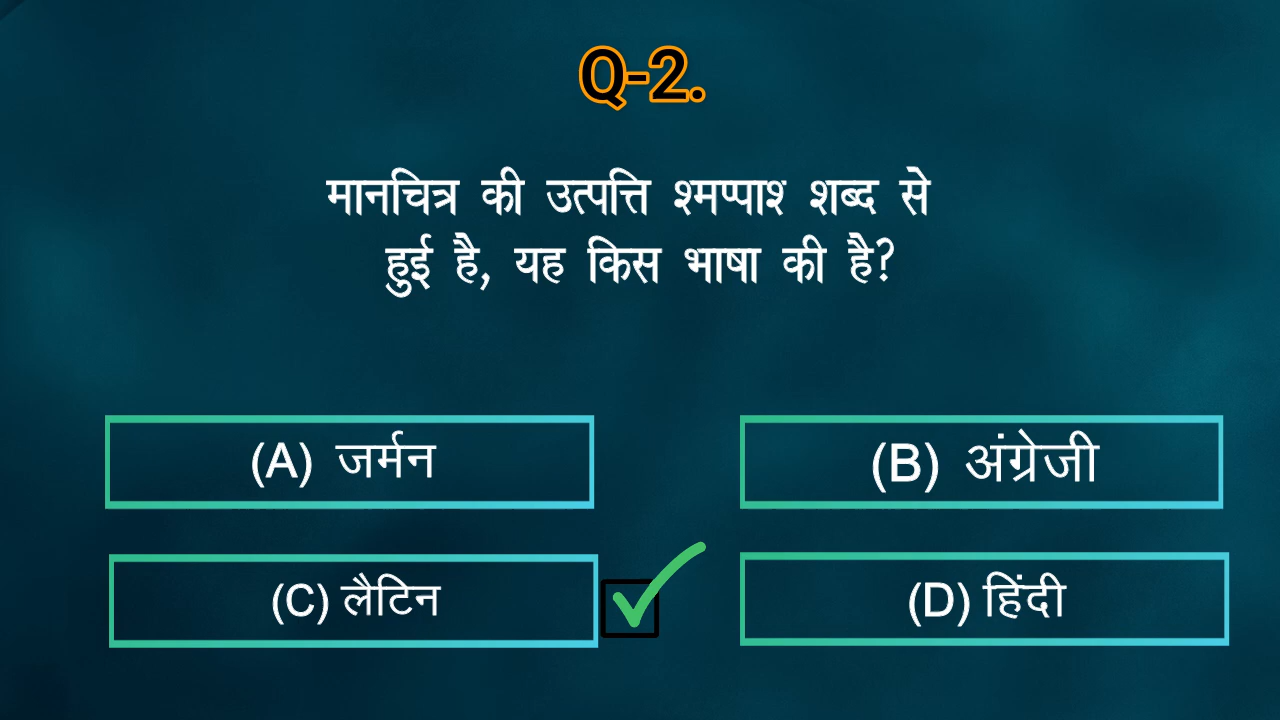 Q-2.
मानचित्र की उत्पत्ति श्मप्पाश्‍ शब्द से
हुई है, यह किस भाषा की है?
(A) जर्मन
(B) अंग्रेजी
(C) लैटिन
(D) हिंदी